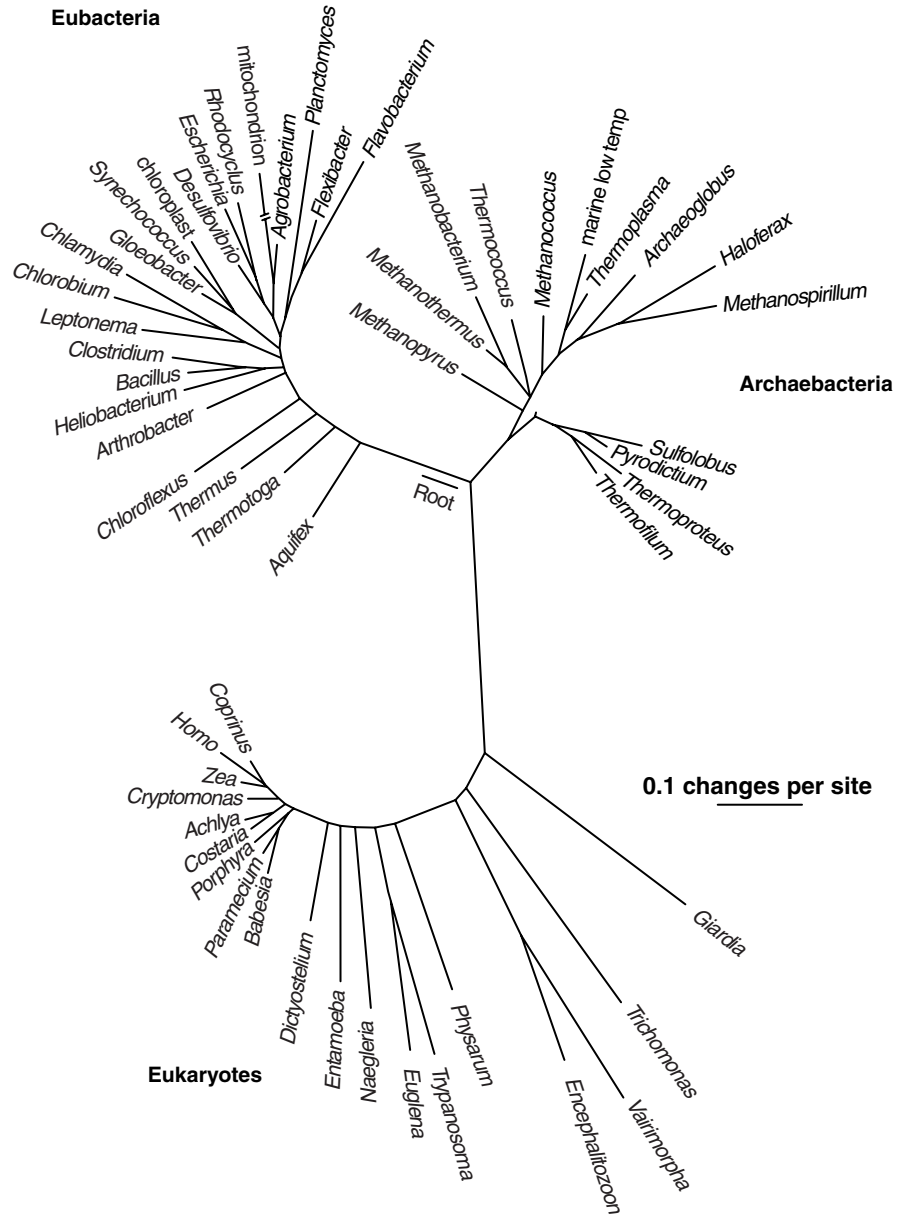 Eubacteria
Planctomyces
mitochondrion
Flavobacterium
Rhodocyclus
Escherichia
Agrobacterium
Flexibacter
Desulfovibrio
chloroplast
Synechococcus
Gloeobacter
Chlamydia
Chlorobium
Leptonema
Clostridium
Bacillus
Heliobacterium
Arthrobacter
Chloroflexus
Thermus
Thermotoga
Aquifex
Root
Methanopyrus
Methanothermus
Methanobacterium
Thermococcus
Methanococcus
marine low temp
Thermoplasma
Archaeoglobus
Haloferax
Methanospirillum
Archaebacteria
Sulfolobus
Pyrodictium
Thermoproteus
Thermofilum
0.1 changes per site
Coprinus
Homo
Zea
Cryptomonas
Achlya
Costaria
Porphyra
Paramecium
Babesia
Dictyostelium
Entamoeba
Naegleria
Euglena
Trypanosoma
Physarum
Encephalitozoon
Vairimorpha
Trichomonas
Giardia
Eukaryotes